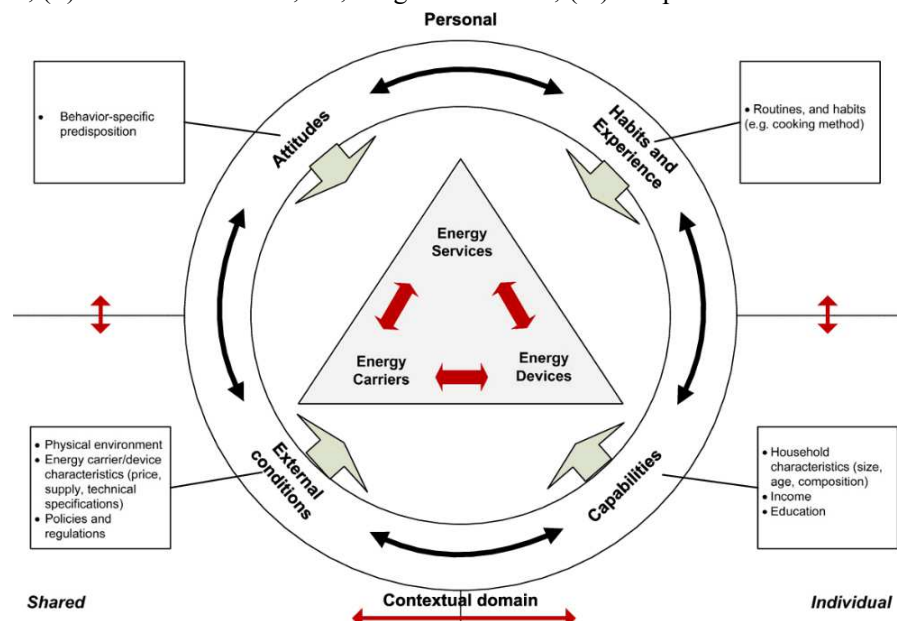 Personal
• Behavior-specific
predisposition
Attitudes
Habits and
Experience
• Routines, and habits
(e.g. cooking method)
Energy
Services
Energy
Carriers
Energy
Devices
• Physical environment
• Energy carrier/device
characteristics (price,
supply, technical
specifications)
• Policies and
regulations
External
conditions
Capabilities
• Household
characteristics (size,
age, composition)
• Income
• Education
Shared
Contextual domain
Individual